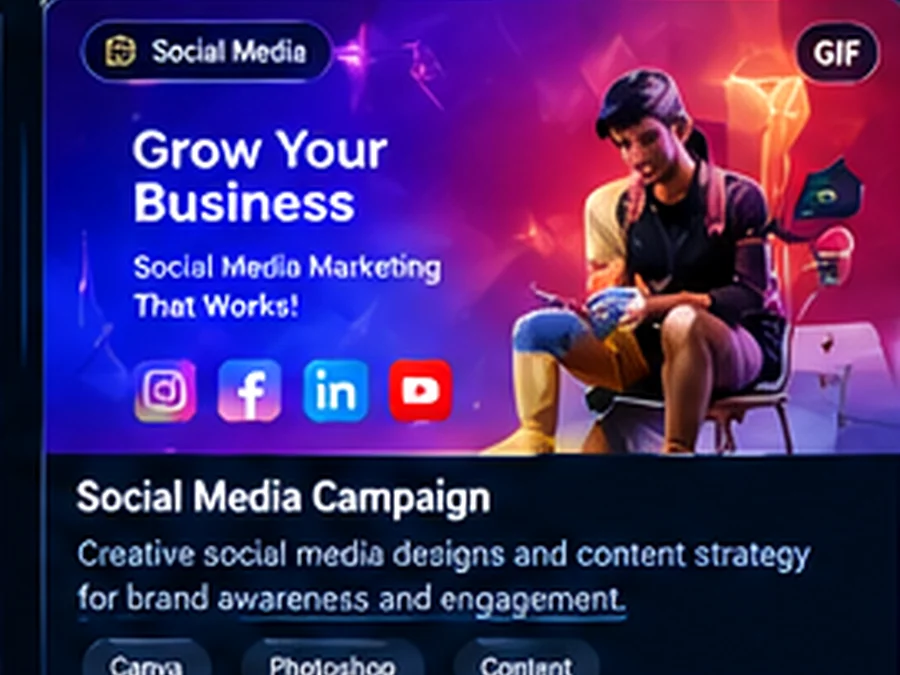 Social Media
GIF
Grow Your
Business
Social Media Marketing
That Works!
in
Social Media Campaign
Creative social media designs and content strategy
for brand awareness and engagement.
Canva
Photoshop
Content